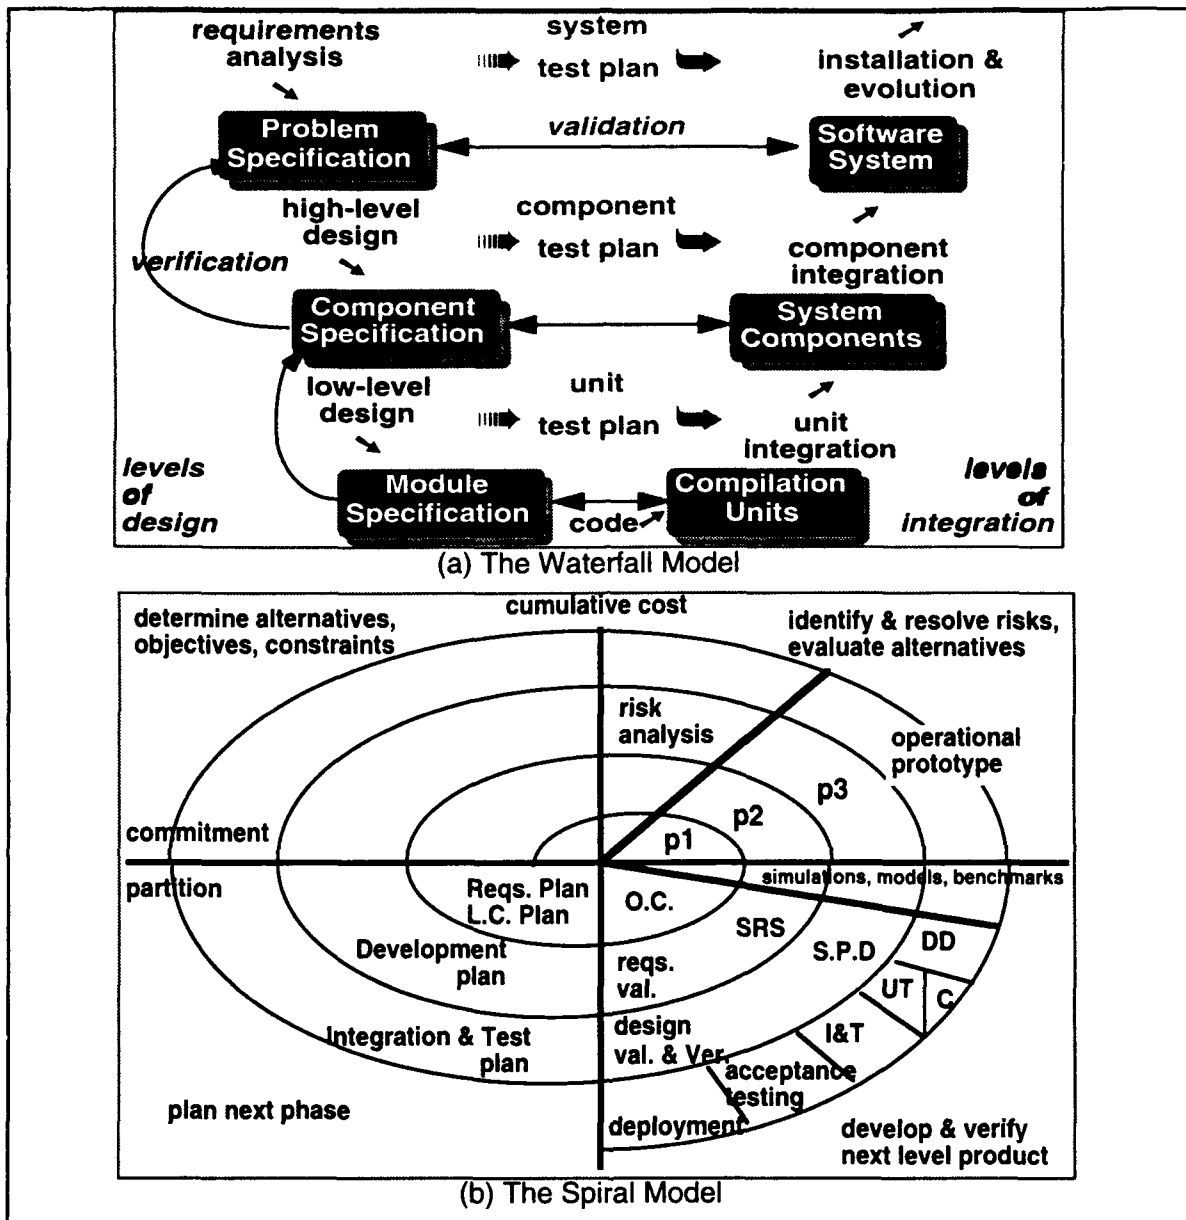 requirements
analysis
system
test plan
installation &
evolution
Problem
Specification
validation
Software
System
high-level
design
component
test plan
component
integration
verification
Component
Specification
System
Components
low-level
design
unit
test plan
unit
integration
levels
of
design
Module
Specification
code
Compilation
Units
levels
of
integration
(a) The Waterfall Model
determine alternatives,
objectives, constraints
cumulative cost
identify & resolve risks,
evaluate alternatives
risk
analysis
operational
prototype
p3
p2
p1
commitment
partition
simulations, models, benchmarks
Reqs. Plan
L.C. Plan
O.C.
SRS
S.P.D
DD
Development
plan
reqs.
val.
UT
C
Integration & Test
plan
design
val. & Ver.
I&T
acceptance
testing
plan next phase
deployment
develop & verify
next level product
(b) The Spiral Model